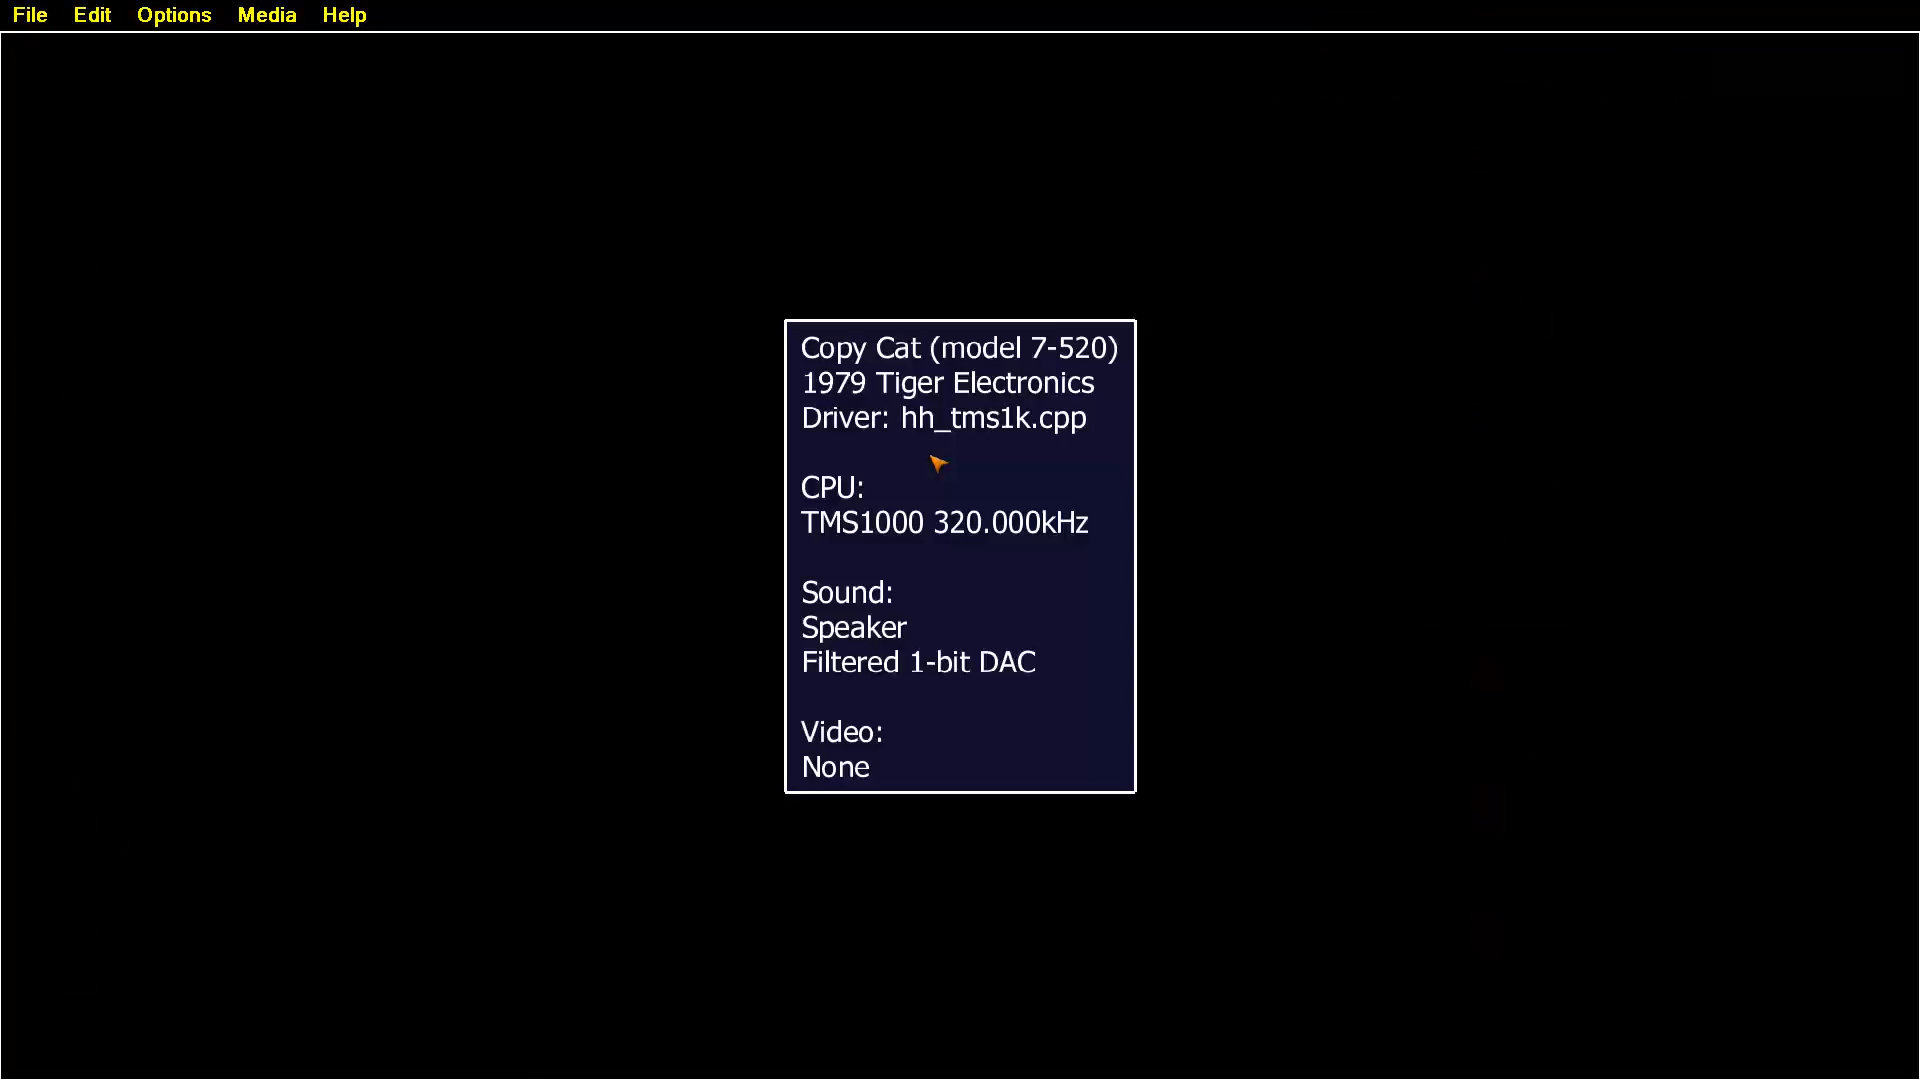 File Edit Options Media Help
Copy Cat (model 7-520)
1979 Tiger Electronics
Driver: hh_tms1k.cpp
CPU:
TMS1000 320.000kHz
Sound:
Speaker
Filtered 1-bit DAC
Video:
None